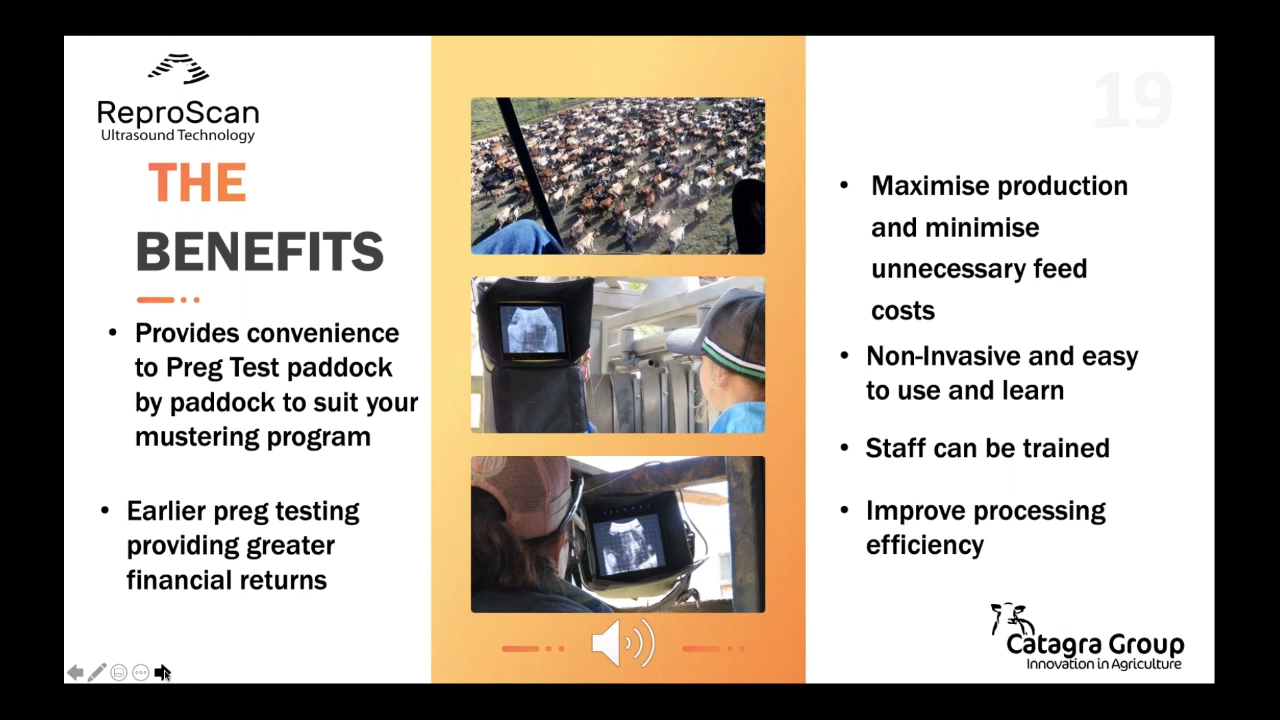 ReproScan
Ultrasound Technology
THE
BENEFITS
• Provides convenience
to Preg Test paddock
by paddock to suit your
mustering program
• Earlier preg testing
providing greater
financial returns
19
• Maximise production
and minimise
unnecessary feed
costs
• Non-Invasive and easy
to use and learn
• Staff can be trained
• Improve processing
efficiency
Catagra Group
Innovation in Agriculture